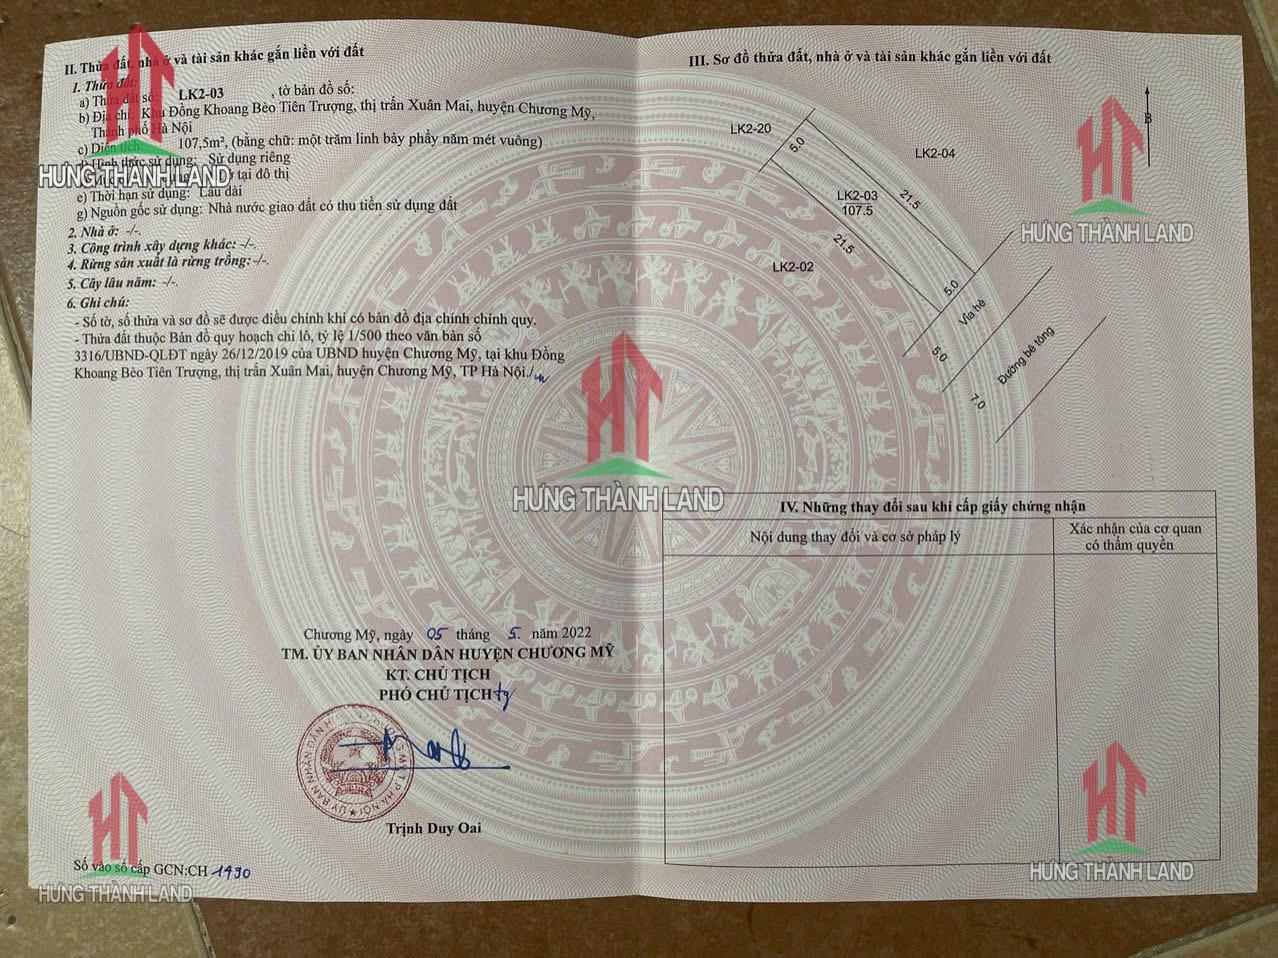 II. Thửa đất, nhà ở và tài sản khác gắn liền với đất
1. Thửa đất:
a) Thửa đất số: LK2-03 , tờ bản đồ số:
b) Địa chỉ: Khu Đồng Khoang Bèo Tiên Trượng, thị trấn Xuân Mai, huyện Chương Mỹ,
Thành phố Hà Nội
c) Diện tích: 107,5m², (bằng chữ: một trăm linh bảy phẩy năm mét vuông)
Hình thức sử dụng: Sử dụng riêng
ở tại đô thị
e) Thời hạn sử dụng: Lâu dài
g) Nguồn gốc sử dụng: Nhà nước giao đất có thu tiền sử dụng đất
2. Nhà ở: -/-.
3. Công trình xây dựng khác: -/-.
4. Rừng sản xuất là rừng trồng:-/-.
5. Cây lâu năm: -/-.
6. Ghi chú:
- Số tờ, số thửa và sơ đồ sẽ được điều chỉnh khi có bản đồ địa chính chính quy.
- Thửa đất thuộc Bản đồ quy hoạch chi lô, tỷ lệ 1/500 theo văn bản số
3316/UBND-QLĐT ngày 26/12/2019 của UBND huyện Chương Mỹ, tại khu Đồng
Khoang Bèo Tiên Trượng, thị trấn Xuân Mai, huyện Chương Mỹ, TP Hà Nội./
Chương Mỹ, ngày 05 tháng 5. năm 2022
TM. ỦY BAN NHÂN DÂN HUYỆN CHƯƠNG MỸ
KT. CHỦ TỊCH
PHÓ CHỦ TỊCH
Trịnh Duy Oai
Số vào sổ cấp GCN:CH 1490
III. Sơ đồ thửa đất, nhà ở và tài sản khác gắn liền với đất
B
LK2-20
5.0
LK2-04
LK2-03
107.5
21.5
21.5
LK2-02
5.0
Vỉa hè
5.0
Đường bê tông
7.0
IV. Những thay đổi sau khi cấp giấy chứng nhận
Nội dung thay đổi và cơ sở pháp lý
Xác nhận của cơ quan
có thẩm quyền
HƯNG THÀNH LAND
HƯNG THÀNH LAND
HƯNG THÀNH LAND
HƯNG THÀNH LAND
HƯNG THÀNH LAND